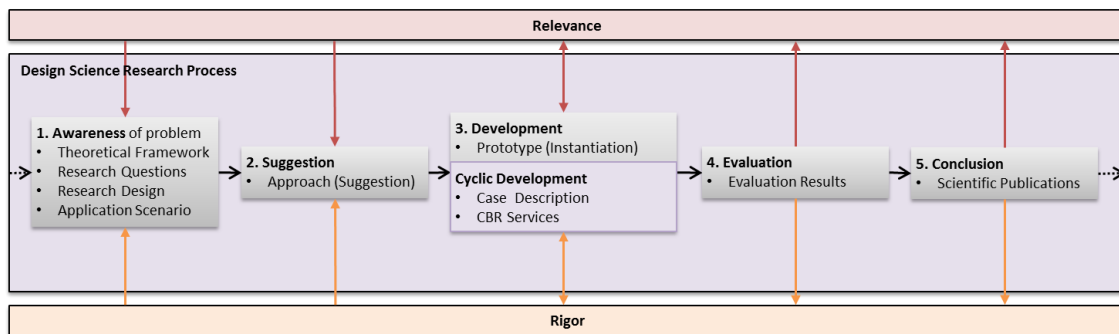 Relevance
Design Science Research Process
1. Awareness of problem
• Theoretical Framework
• Research Questions
• Research Design
• Application Scenario
2. Suggestion
• Approach (Suggestion)
3. Development
• Prototype (Instantiation)
Cyclic Development
• Case Description
• CBR Services
4. Evaluation
• Evaluation Results
5. Conclusion
• Scientific Publications
Rigor